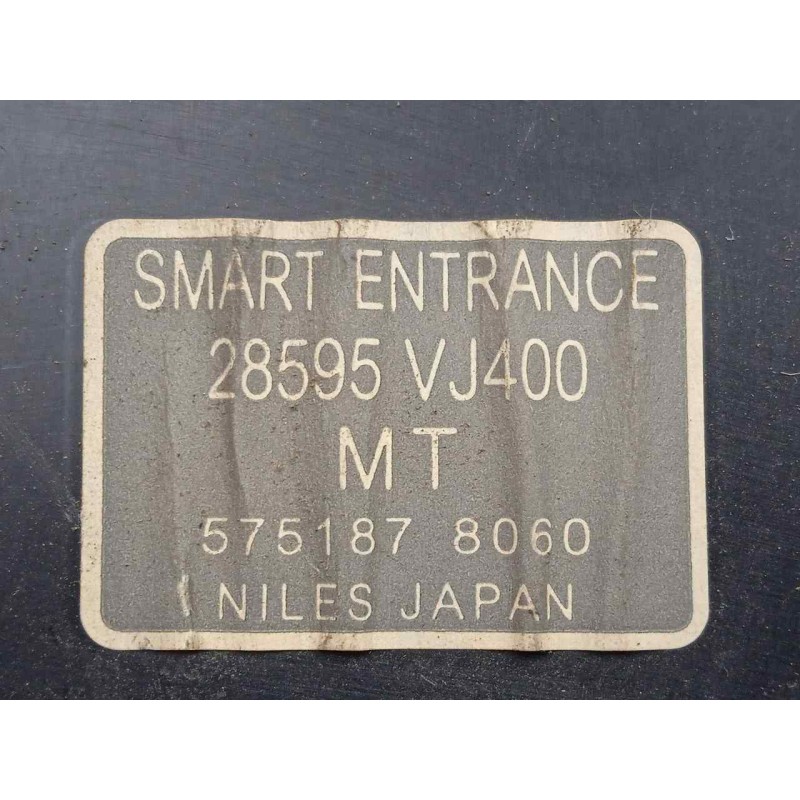 SMART ENTRANCE
28595 VJ400
MT
575187 8060
NILES JAPAN